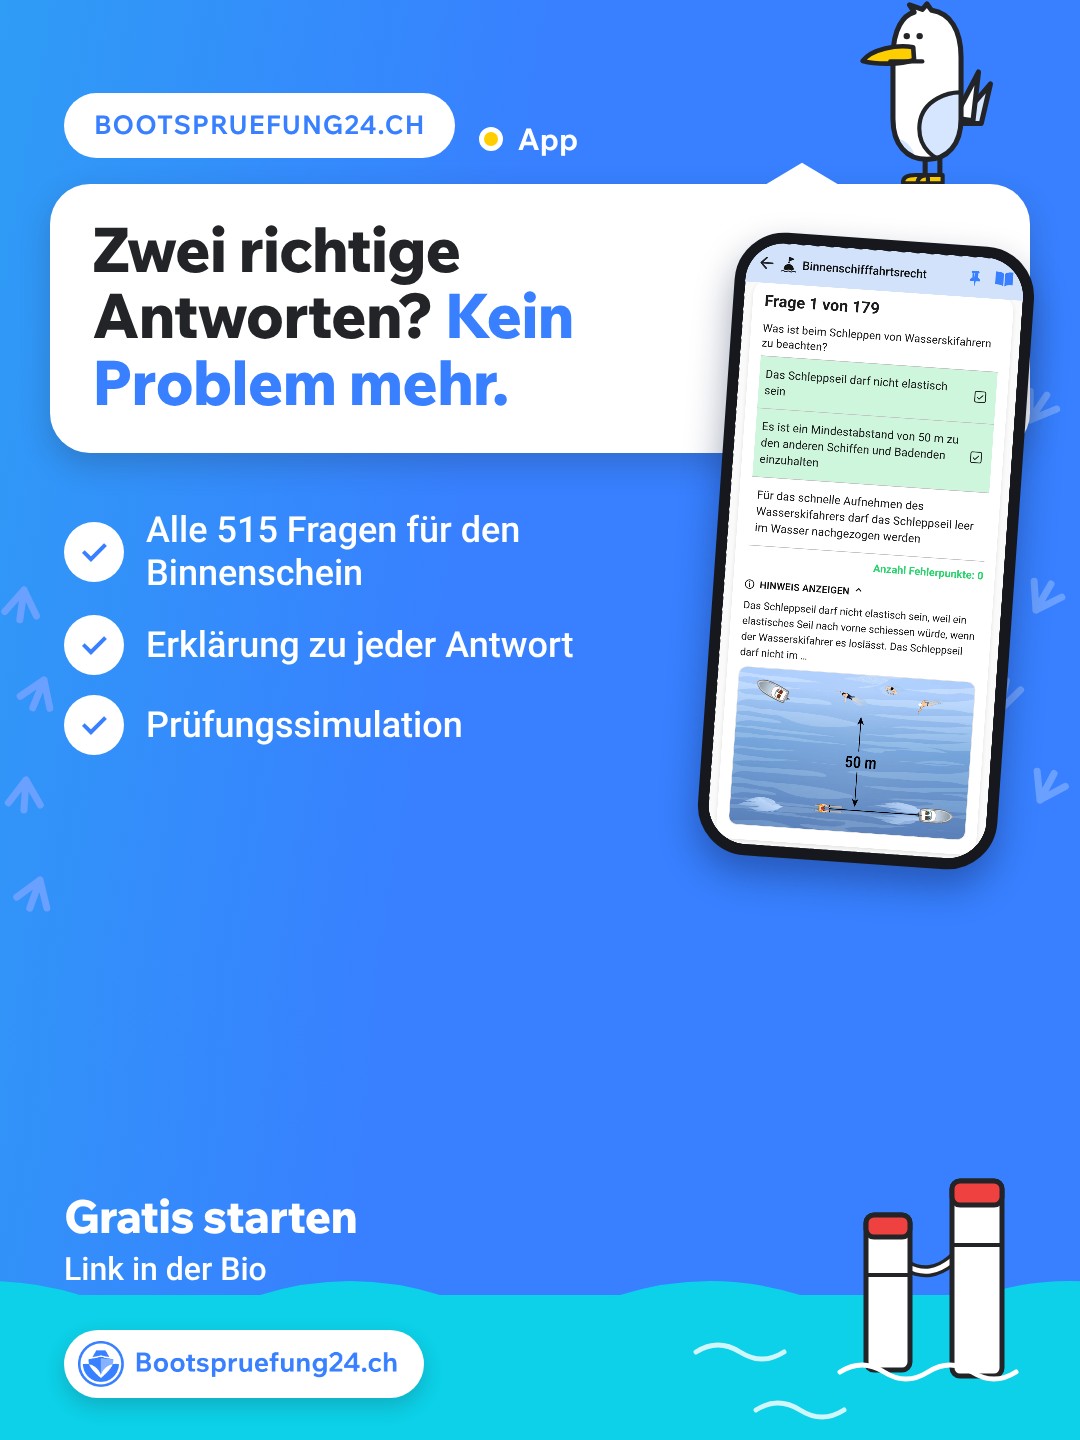 BOOTSPRUEFUNG24.CH
App
Zwei richtige
Antworten? Kein
Problem mehr.
Alle 515 Fragen für den
Binnenschein
Erklärung zu jeder Antwort
Prüfungssimulation
Binnenschifffahrtsrecht
Frage 1 von 179
Was ist beim Schleppen von Wasserskifahrern
zu beachten?
Das Schleppseil darf nicht elastisch
sein
Es ist ein Mindestabstand von 50 m zu
den anderen Schiffen und Badenden
einzuhalten
Für das schnelle Aufnehmen des
Wasserskifahrers darf das Schleppseil leer
im Wasser nachgezogen werden
Anzahl Fehlerpunkte: 0
HINWEIS ANZEIGEN
Das Schleppseil darf nicht elastisch sein, weil ein
elastisches Seil nach vorne schiessen würde, wenn
der Wasserskifahrer es loslässt. Das Schleppseil
darf nicht im ...
50 m
Gratis starten
Link in der Bio
Bootspruefung24.ch